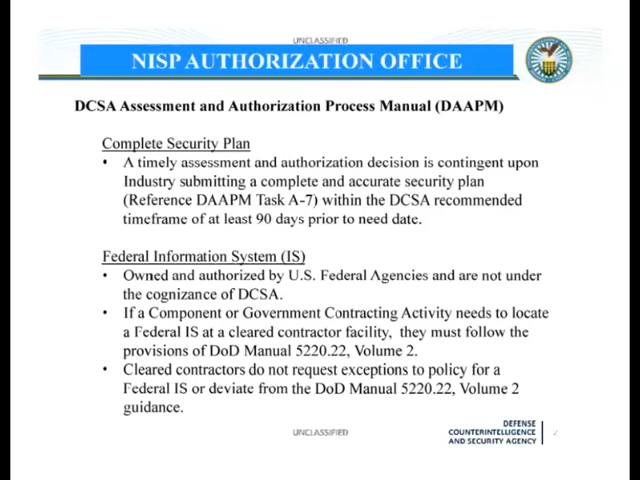 UNCLASSIFIED
NISP AUTHORIZATION OFFICE
DCSA Assessment and Authorization Process Manual (DAAPM)
Complete Security Plan
• A timely assessment and authorization decision is contingent upon
Industry submitting a complete and accurate security plan
(Reference DAAPM Task A-7) within the DCSA recommended
timeframe of at least 90 days prior to need date.
Federal Information System (IS)
• Owned and authorized by U.S. Federal Agencies and are not under
the cognizance of DCSA.
• If a Component or Government Contracting Activity needs to locate
a Federal IS at a cleared contractor facility, they must follow the
provisions of DoD Manual 5220.22, Volume 2.
• Cleared contractors do not request exceptions to policy for a
Federal IS or deviate from the DoD Manual 5220.22, Volume 2
guidance.
UNCLASSIFIED
DEFENSE
COUNTERINTELLIGENCE
AND SECURITY AGENCY
2